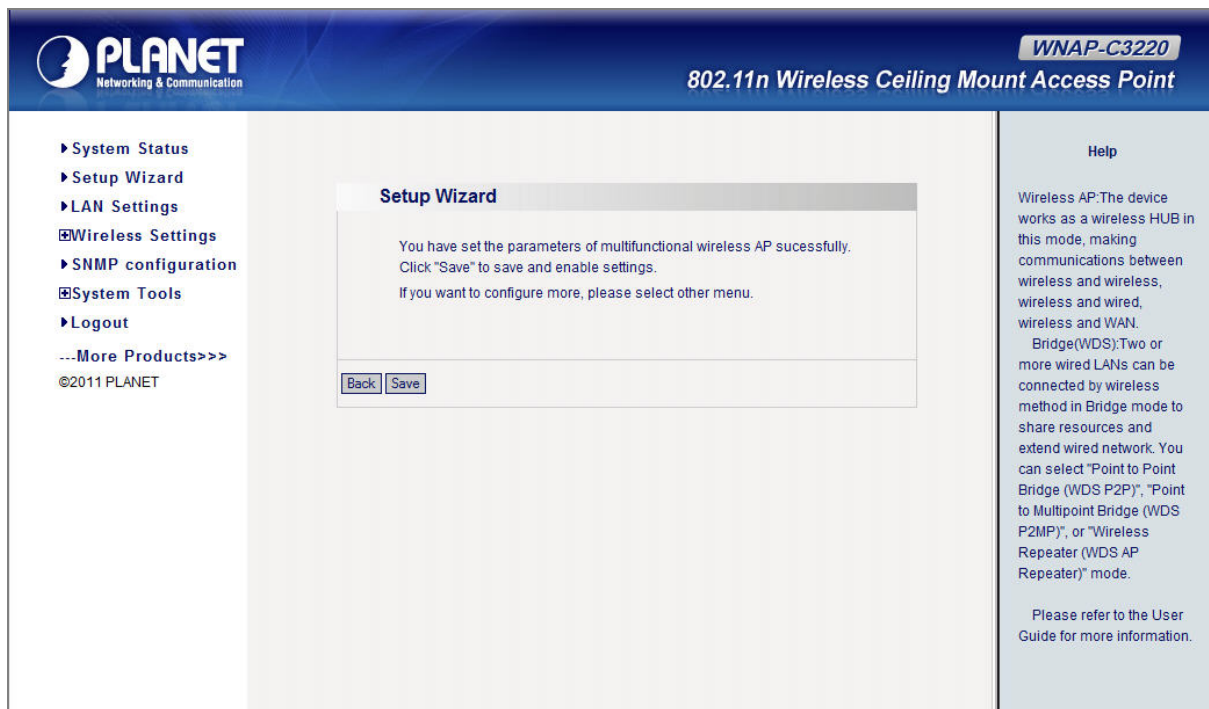 PLANET
Networking & Communication
WNAP-C3220
802.11n Wireless Ceiling Mount Access Point
System Status
Setup Wizard
LAN Settings
Wireless Settings
SNMP configuration
System Tools
Logout
---More Products>>>
©2011 PLANET
Setup Wizard
You have set the parameters of multifunctional wireless AP sucessfully.
Click "Save" to save and enable settings.
If you want to configure more, please select other menu.
Back Save
Help
Wireless AP:The device
works as a wireless HUB in
this mode, making
communications between
wireless and wireless,
wireless and wired,
wireless and WAN.
Bridge(WDS):Two or
more wired LANs can be
connected by wireless
method in Bridge mode to
share resources and
extend wired network. You
can select "Point to Point
Bridge (WDS P2P)", "Point
to Multipoint Bridge (WDS
P2MP)", or "Wireless
Repeater (WDS AP
Repeater)" mode.
Please refer to the User
Guide for more information.